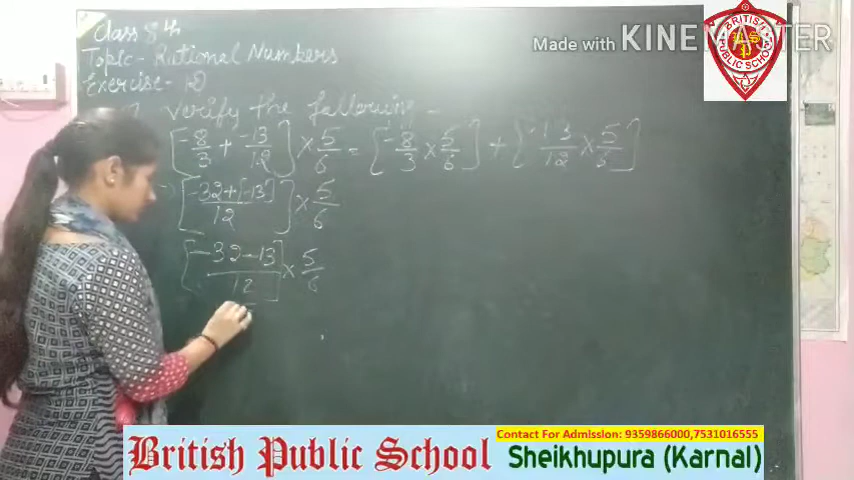 Class 8th
Made with KINEMASTER
Topic- Rational Numbers
Exercise- 1D
BRITISH PUBLIC SCHOOL
BPS
Verify the following -
[-8/3 + -13/12] × 5/6 = [-8/3 × 5/6] + [-13/12 × 5/6]
[-32+[-13]/12] × 5/6
[-32-13/12] × 5/6
British Public School
Contact For Admission: 9359866000,7531016555
Sheikhupura (Karnal)